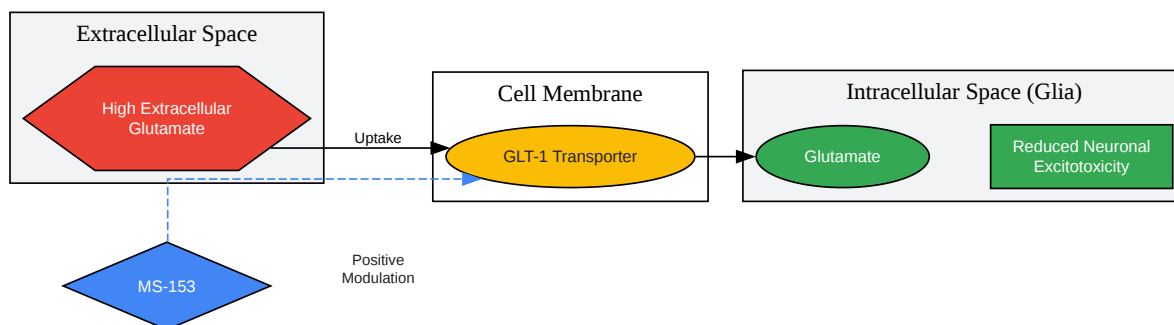 Extracellular Space
High Extracellular
Glutamate
Uptake
Cell Membrane
GLT-1 Transporter
Intracellular Space (Glia)
Glutamate
Reduced Neuronal
Excitotoxicity
MS-153
Positive
Modulation